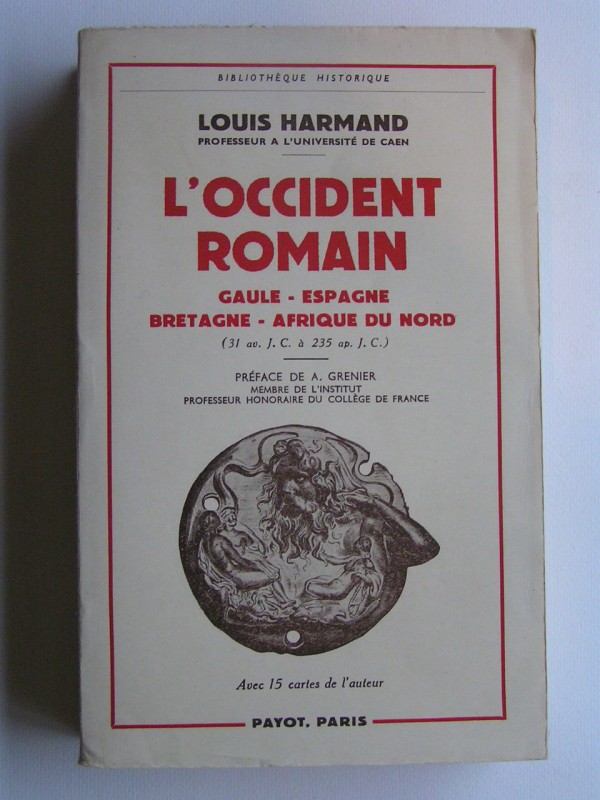 BIBLIOTHÈQUE HISTORIQUE
LOUIS HARMAND
PROFESSEUR A L'UNIVERSITÉ DE CAEN
L'OCCIDENT
ROMAIN
GAULE - ESPAGNE
BRETAGNE - AFRIQUE DU NORD
(31 av. J. C. à 235 ap. J. C.)
PRÉFACE DE A. GRENIER
MEMBRE DE L'INSTITUT
PROFESSEUR HONORAIRE DU COLLÈGE DE FRANCE
Avec 15 cartes de l'auteur
PAYOT, PARIS